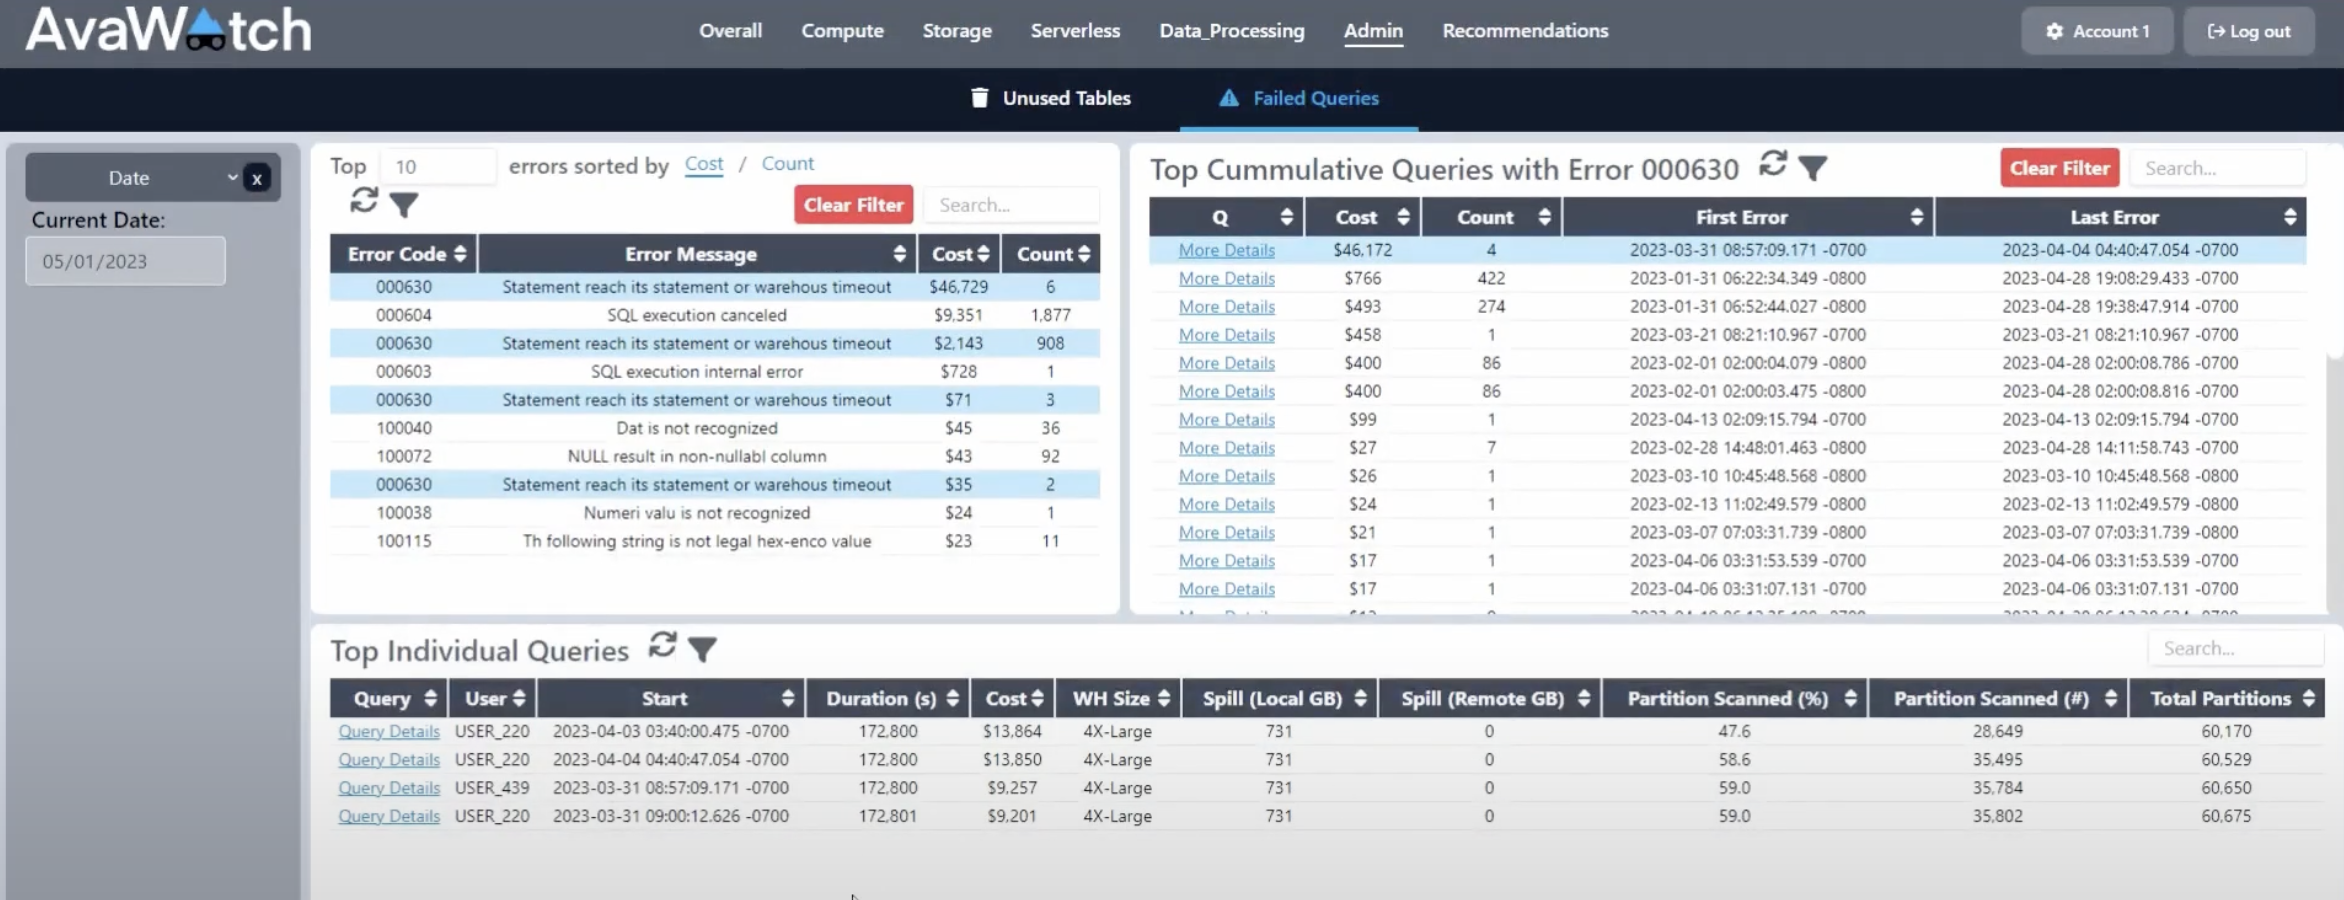 AvaWatch
Overall Compute Storage Serverless Data_Processing Admin Recommendations Account 1 Log out
Unused Tables Failed Queries
Date x
Current Date:
05/01/2023
Top 10 errors sorted by Cost / Count
Clear Filter Search...
Error Code Error Message Cost Count
000630 Statement reach its statement or warehous timeout $46,729 6
000604 SQL execution canceled $9,351 1,877
000630 Statement reach its statement or warehous timeout $2,143 908
000603 SQL execution internal error $728 1
000630 Statement reach its statement or warehous timeout $71 3
100040 Dat is not recognized $45 36
100072 NULL result in non-nullabl column $43 92
000630 Statement reach its statement or warehous timeout $35 2
100038 Numeri valu is not recognized $24 1
100115 Th following string is not legal hex-enco value $23 11
Top Cummulative Queries with Error 000630 Clear Filter Search...
Q Cost Count First Error Last Error
More Details $46,172 4 2023-03-31 08:57:09.171 -0700 2023-04-04 04:40:47.054 -0700
More Details $766 422 2023-01-31 06:22:34.349 -0800 2023-04-28 19:08:29.433 -0700
More Details $493 274 2023-01-31 06:52:44.027 -0800 2023-04-28 19:38:47.914 -0700
More Details $458 1 2023-03-21 08:21:10.967 -0700 2023-03-21 08:21:10.967 -0700
More Details $400 86 2023-02-01 02:00:04.079 -0800 2023-04-28 02:00:08.786 -0700
More Details $400 86 2023-02-01 02:00:03.475 -0800 2023-04-28 02:00:08.816 -0700
More Details $99 1 2023-04-13 02:09:15.794 -0700 2023-04-13 02:09:15.794 -0700
More Details $27 7 2023-02-28 14:48:01.463 -0800 2023-04-28 14:11:58.743 -0700
More Details $26 1 2023-03-10 10:45:48.568 -0800 2023-03-10 10:45:48.568 -0800
More Details $24 1 2023-02-13 11:02:49.579 -0800 2023-02-13 11:02:49.579 -0800
More Details $21 1 2023-03-07 07:03:31.739 -0800 2023-03-07 07:03:31.739 -0800
More Details $17 1 2023-04-06 03:31:53.539 -0700 2023-04-06 03:31:53.539 -0700
More Details $17 1 2023-04-06 03:31:07.131 -0700 2023-04-06 03:31:07.131 -0700
Top Individual Queries Search...
Query User Start Duration (s) Cost WH Size Spill (Local GB) Spill (Remote GB) Partition Scanned (%) Partition Scanned (#) Total Partitions
Query Details USER_220 2023-04-03 03:40:00.475 -0700 172,800 $13,864 4X-Large 731 0 47.6 28,649 60,170
Query Details USER_220 2023-04-04 04:40:47.054 -0700 172,800 $13,850 4X-Large 731 0 58.6 35,495 60,529
Query Details USER_439 2023-03-31 08:57:09.171 -0700 172,800 $9,257 4X-Large 731 0 59.0 35,784 60,650
Query Details USER_220 2023-03-31 09:00:12.626 -0700 172,801 $9,201 4X-Large 731 0 59.0 35,802 60,675